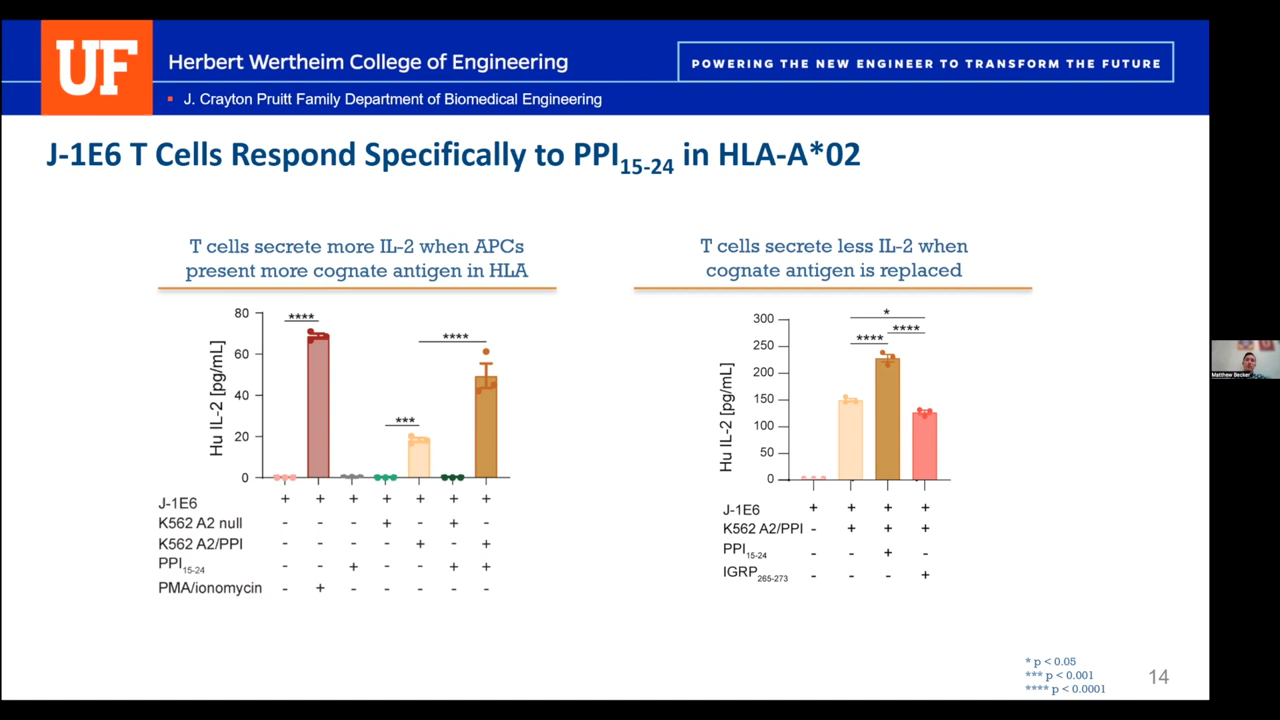 UF
Herbert Wertheim College of Engineering
POWERING THE NEW ENGINEER TO TRANSFORM THE FUTURE
▪ J. Crayton Pruitt Family Department of Biomedical Engineering
J-1E6 T Cells Respond Specifically to PPI15-24 in HLA-A*02
T cells secrete more IL-2 when APCs
present more cognate antigen in HLA
80
60
40
20
0
Hu IL-2 [pg/mL]
****
***
****
J-1E6 + + + + + + +
K562 A2 null - - - + - + -
K562 A2/PPI - - - - + - +
PPI15-24 - - + - - + +
PMA/ionomycin - + - - - - -
T cells secrete less IL-2 when
cognate antigen is replaced
300
250
200
150
100
50
0
Hu IL-2 [pg/mL]
*
****
****
J-1E6 + + + +
K562 A2/PPI - + + +
PPI15-24 - - + -
IGRP265-273 - - - +
* p < 0.05
*** p < 0.001
**** p < 0.0001
14
Matthew Becker